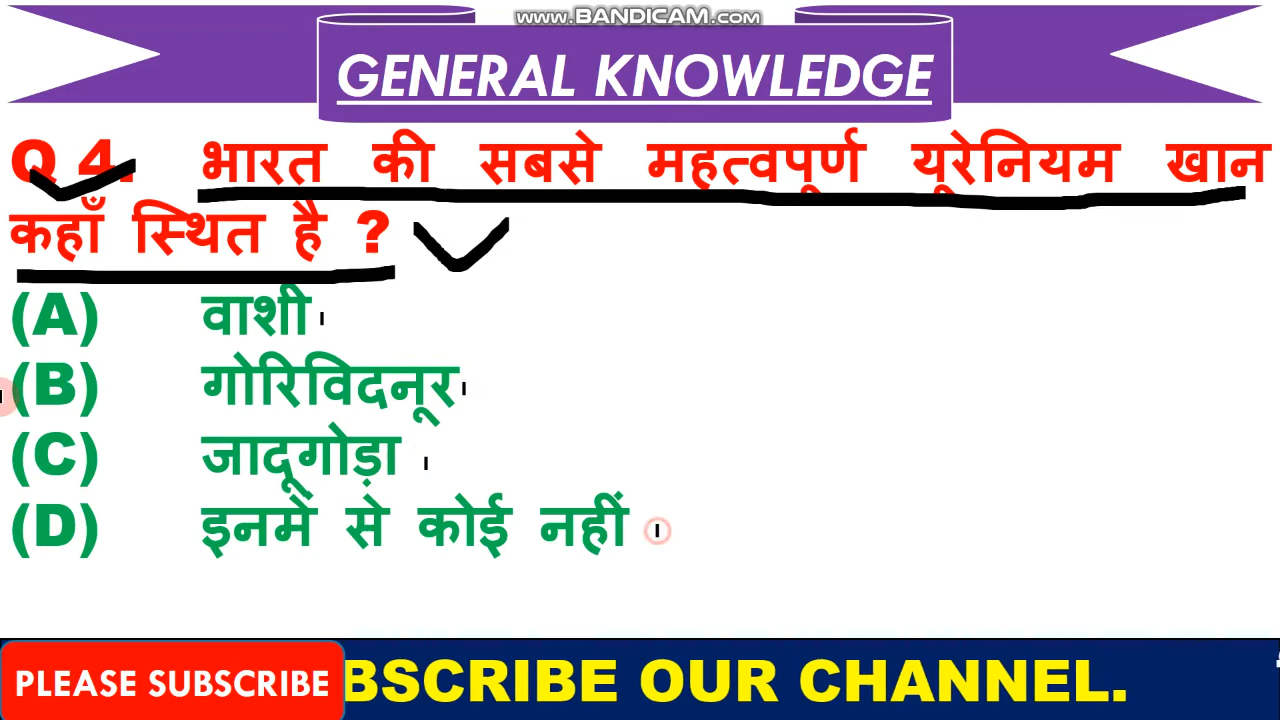 www.BANDICAM.com
GENERAL KNOWLEDGE
Q 4. भारत की सबसे महत्वपूर्ण यूरेनियम खान
कहाँ स्थित है ?
(A) वाशी
(B) गोरिविदनूर
(C) जादूगोड़ा
(D) इनमें से कोई नहीं
PLEASE SUBSCRIBE BSCRIBE OUR CHANNEL.